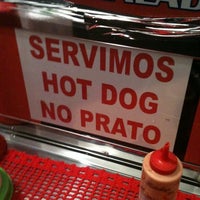 SERVIMOS
HOT DOG
NO PRATO